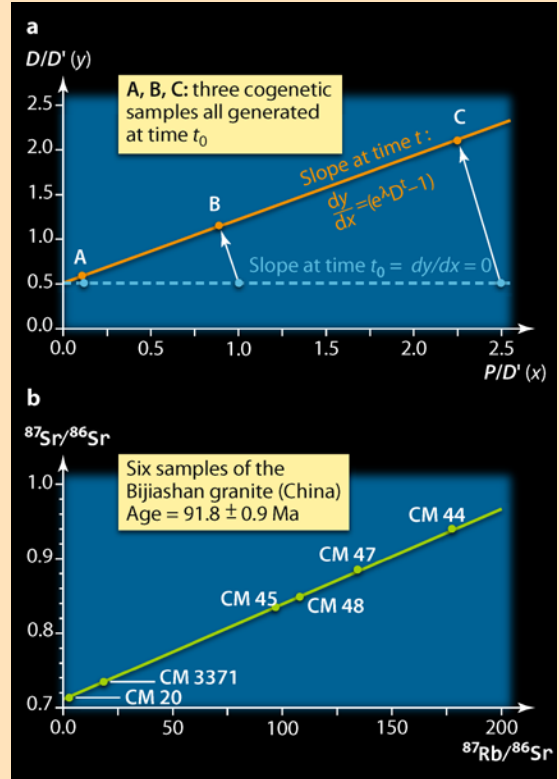 a
D/D' (y)
A, B, C: three cogenetic
samples all generated
at time t₀
2.5
2.0
1.5
1.0
0.5
0.0
A
B
C
Slope at time t :
dy/dx=(e^λD^t−1)
Slope at time t₀ = dy/dx = 0
0.0 0.5 1.0 1.5 2.0 2.5
P/D' (x)
b
⁸⁷Sr/⁸⁶Sr
Six samples of the
Bijiashan granite (China)
Age = 91.8 ± 0.9 Ma
1.0
0.9
0.8
0.7
CM 44
CM 47
CM 45
CM 48
CM 3371
CM 20
0.0 50 100 150 200
⁸⁷Rb/⁸⁶Sr